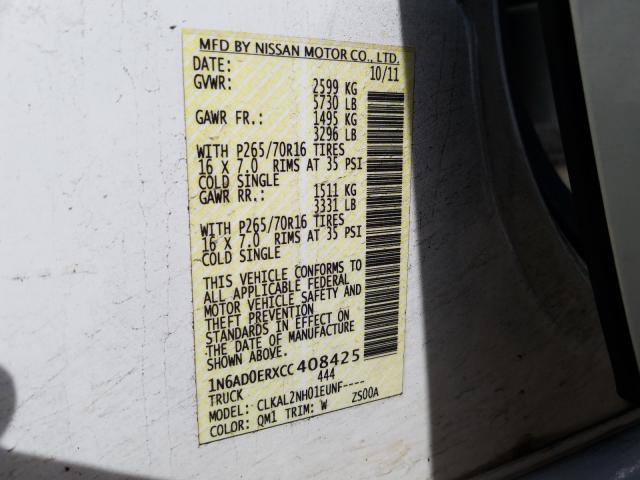 MFD BY NISSAN MOTOR CO., LTD.
DATE: 10/11
GVWR: 2599 KG
5730 LB
GAWR FR.: 1495 KG
3296 LB
WITH P265/70R16 TIRES
16 X 7.0 RIMS AT 35 PSI
COLD SINGLE
GAWR RR.: 1511 KG
3331 LB
WITH P265/70R16 TIRES
16 X 7.0 RIMS AT 35 PSI
COLD SINGLE
THIS VEHICLE CONFORMS TO
ALL APPLICABLE FEDERAL
MOTOR VEHICLE SAFETY AND
THEFT PREVENTION
STANDARDS IN EFFECT ON
THE DATE OF MANUFACTURE
SHOWN ABOVE.
1N6AD0ERXCC408425
TRUCK 444
MODEL: CLKAL2NH01EUNF---- ZS00A
COLOR: QM1 TRIM: W